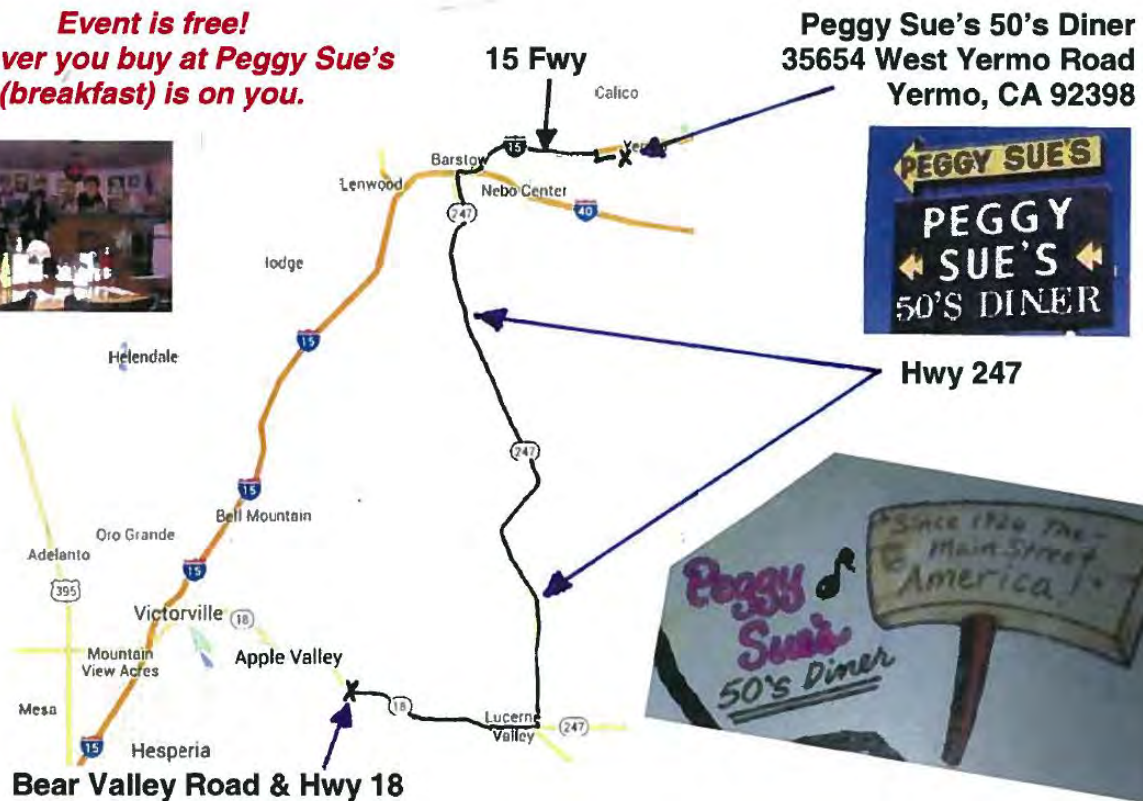 Event is free!
ver you buy at Peggy Sue's
(breakfast) is on you.
15 Fwy
Peggy Sue's 50's Diner
35654 West Yermo Road
Yermo, CA 92398
Calico
15
Barstow
Lenwood
Nebo Center
247
40
PEGGY SUE'S
PEGGY
SUE'S
50'S DINER
lodge
15
Helendale
Hwy 247
247
15
Bell Mountain
Oro Grande
Adelanto
15
395
Victorville
18
Mountain
View Acres
Apple Valley
Mesa
18
Lucern
Valley
247
15
Hesperia
Bear Valley Road & Hwy 18
Since 1926 The
Main Street
America!
Peggy
Sue's
50's Diner